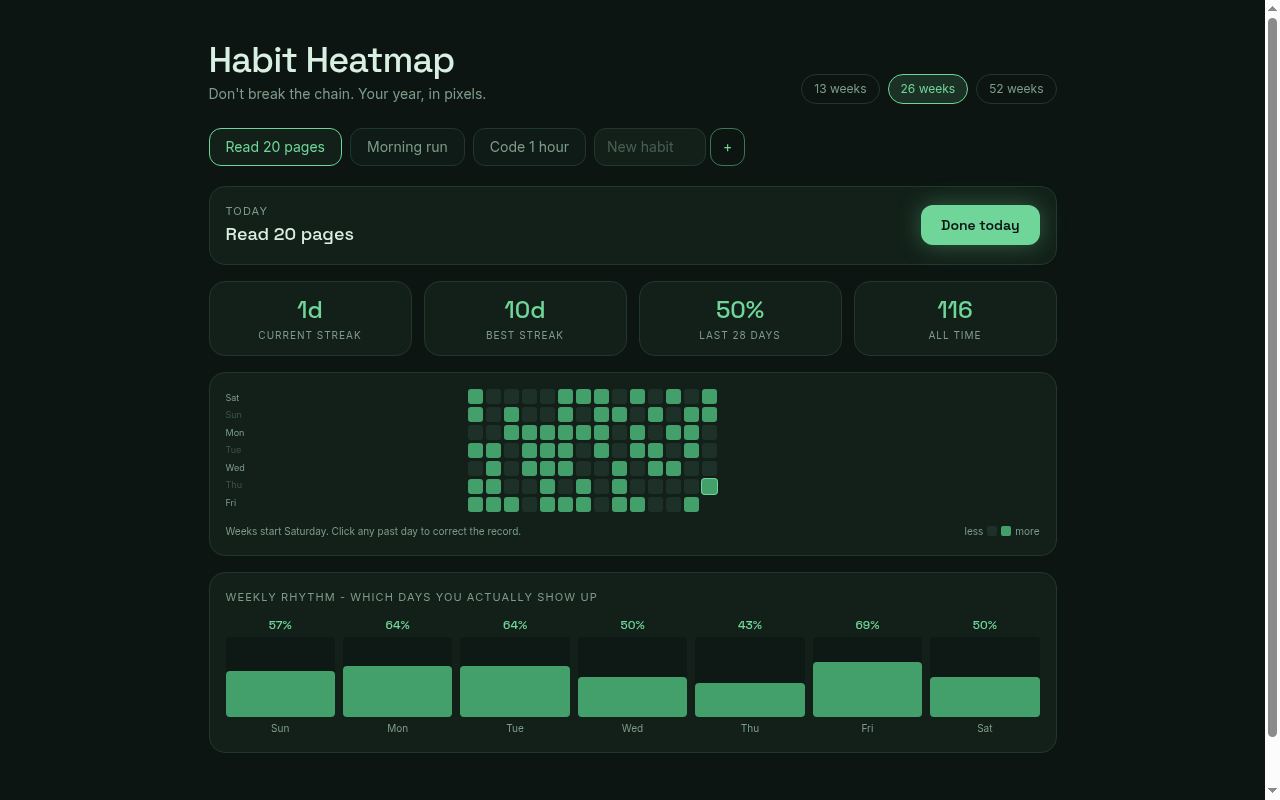 Habit Heatmap
Don't break the chain. Your year, in pixels.
13 weeks 26 weeks 52 weeks
Read 20 pages Morning run Code 1 hour New habit +
TODAY
Read 20 pages
Done today
1d 10d 50% 116
CURRENT STREAK BEST STREAK LAST 28 DAYS ALL TIME
Sat
Sun
Mon
Tue
Wed
Thu
Fri
Weeks start Saturday. Click any past day to correct the record. less more
WEEKLY RHYTHM - WHICH DAYS YOU ACTUALLY SHOW UP
57% 64% 64% 50% 43% 69% 50%
Sun Mon Tue Wed Thu Fri Sat